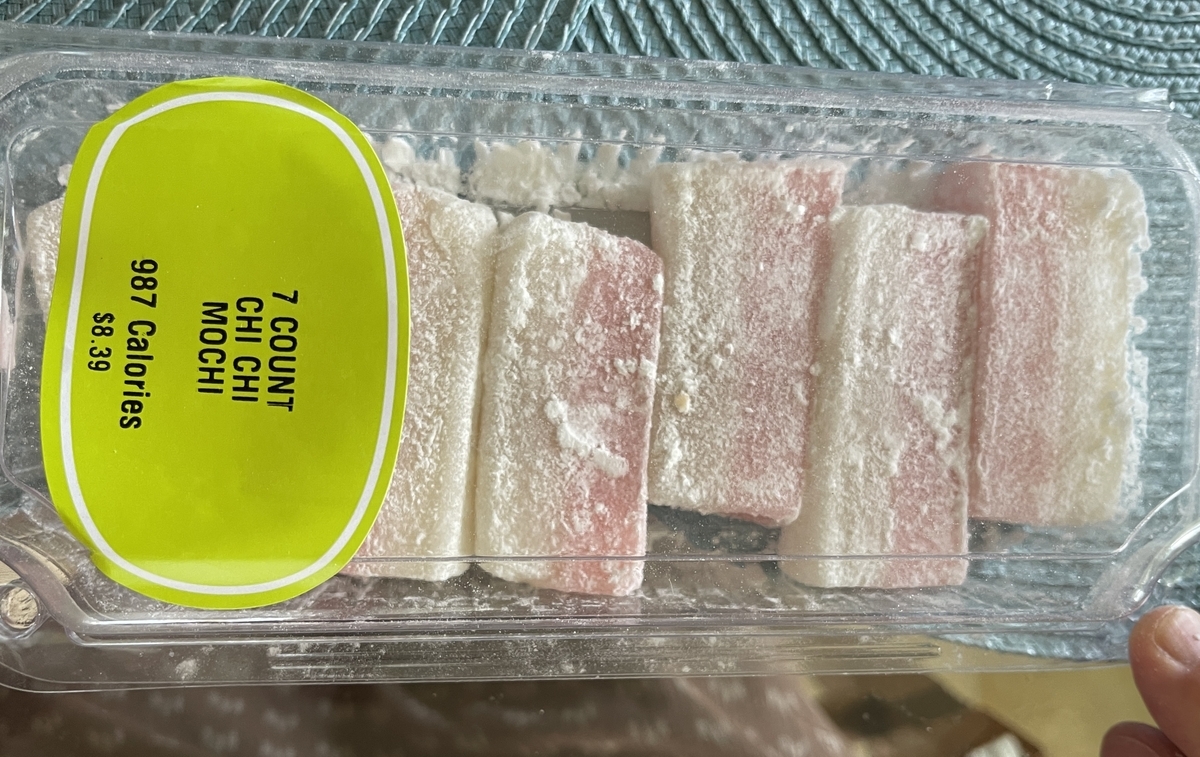 7 COUNT
CHI CHI
MOCHI
987 Calories
$8.39